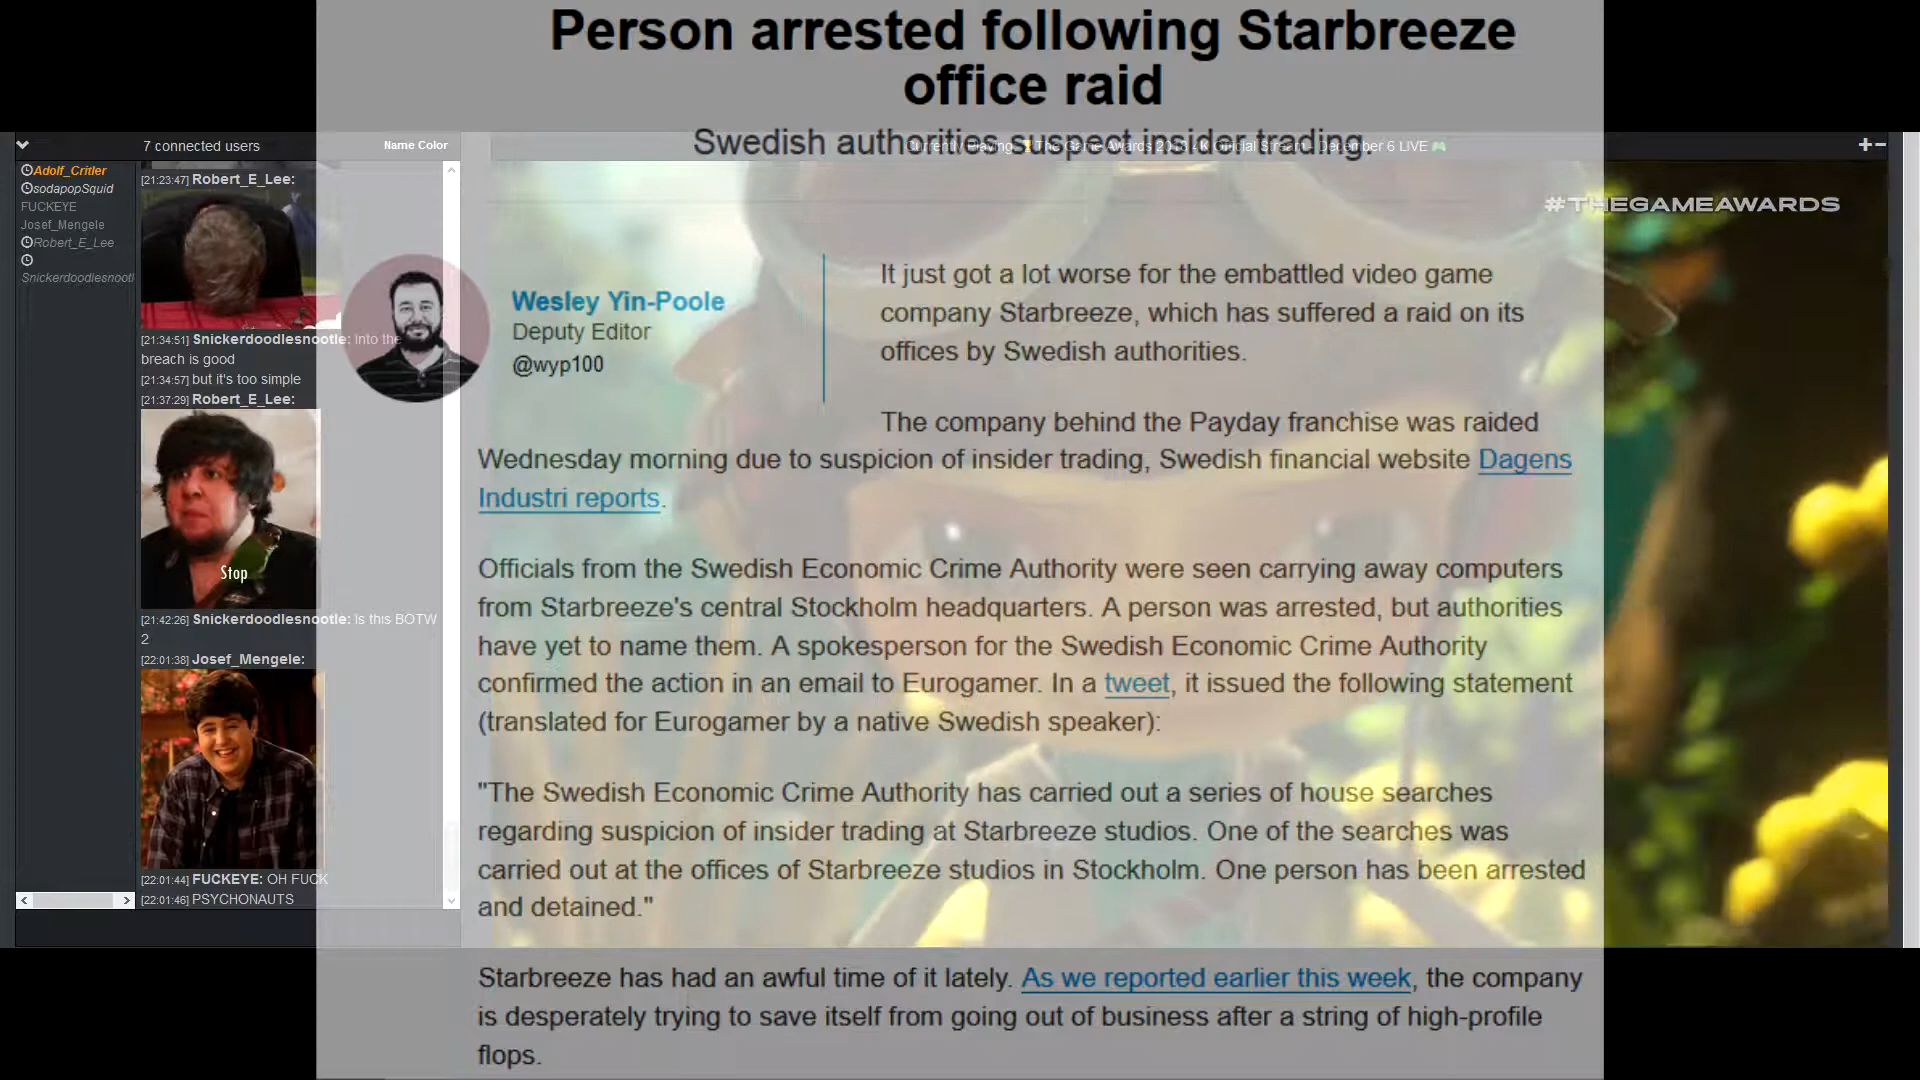 Person arrested following Starbreeze
office raid
Swedish authorities suspect insider trading.
7 connected users
Name Color
Currently Playing: The Game Awards 2018 4K Official Stream - December 6 LIVE
Adolf_Critler
sodapopSquid
FUCKEYE
Josef_Mengele
Robert_E_Lee
Snickerdoodlesnootl
[21:23:47] Robert_E_Lee:
[21:34:51] Snickerdoodlesnootle: Into the
breach is good
[21:34:57] but it's too simple
[21:37:29] Robert_E_Lee:
Stop
[21:42:26] Snickerdoodlesnootle: Is this BOTW
2
[22:01:38] Josef_Mengele:
[22:01:44] FUCKEYE: OH FUCK
[22:01:46] PSYCHONAUTS
#THEGAMEAWARDS
Wesley Yin-Poole
Deputy Editor
@wyp100
It just got a lot worse for the embattled video game
company Starbreeze, which has suffered a raid on its
offices by Swedish authorities.
The company behind the Payday franchise was raided
Wednesday morning due to suspicion of insider trading, Swedish financial website Dagens
Industri reports.
Officials from the Swedish Economic Crime Authority were seen carrying away computers
from Starbreeze's central Stockholm headquarters. A person was arrested, but authorities
have yet to name them. A spokesperson for the Swedish Economic Crime Authority
confirmed the action in an email to Eurogamer. In a tweet, it issued the following statement
(translated for Eurogamer by a native Swedish speaker):
"The Swedish Economic Crime Authority has carried out a series of house searches
regarding suspicion of insider trading at Starbreeze studios. One of the searches was
carried out at the offices of Starbreeze studios in Stockholm. One person has been arrested
and detained."
Starbreeze has had an awful time of it lately. As we reported earlier this week, the company
is desperately trying to save itself from going out of business after a string of high-profile
flops.